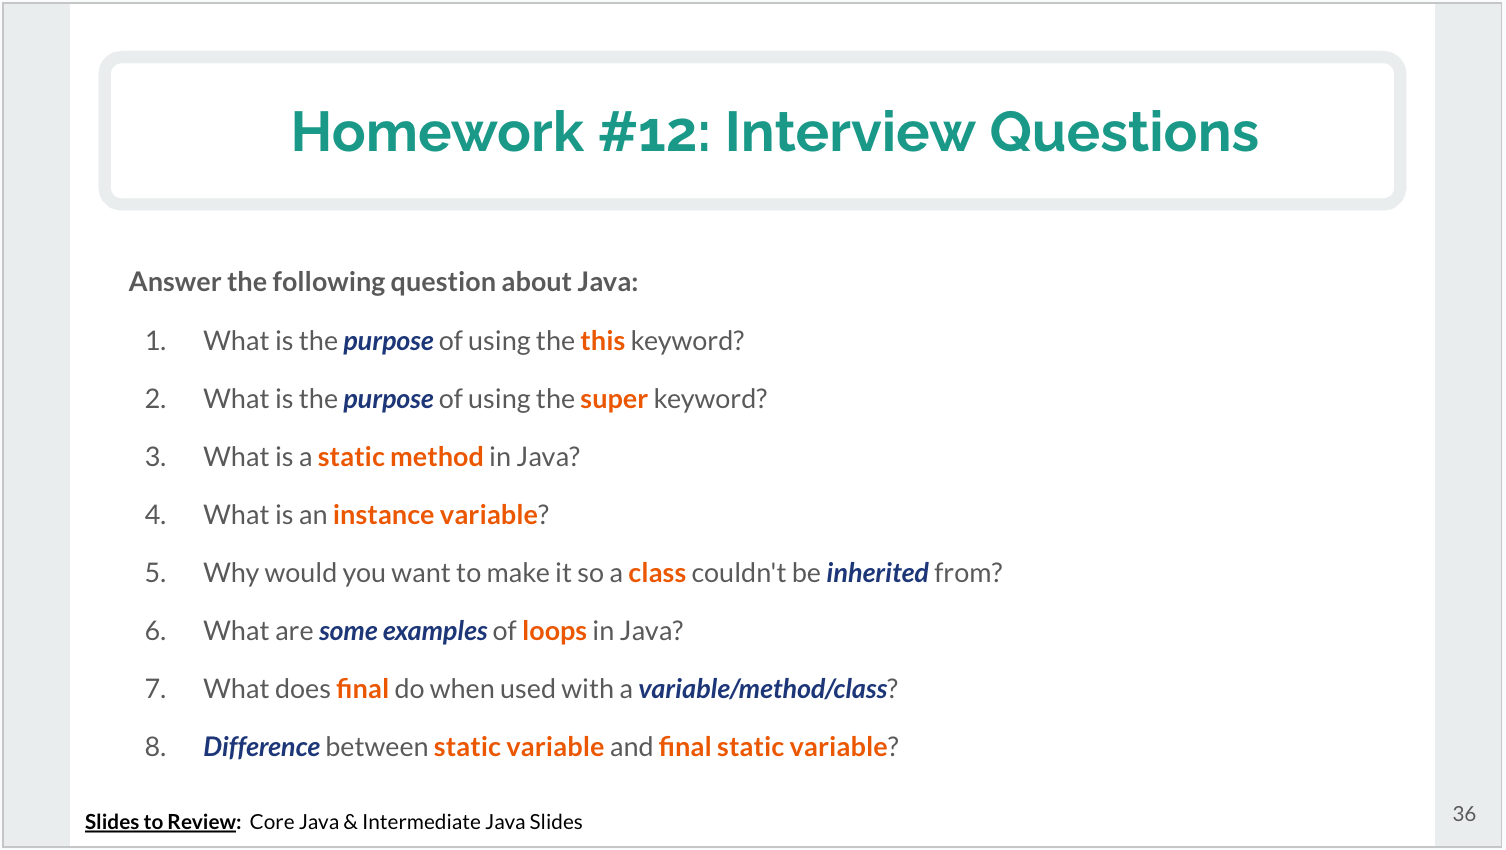 Homework #12: Interview Questions
Answer the following question about Java:
1. What is the purpose of using the this keyword?
2. What is the purpose of using the super keyword?
3. What is a static method in Java?
4. What is an instance variable?
5. Why would you want to make it so a class couldn't be inherited from?
6. What are some examples of loops in Java?
7. What does final do when used with a variable/method/class?
8. Difference between static variable and final static variable?
Slides to Review: Core Java & Intermediate Java Slides
36